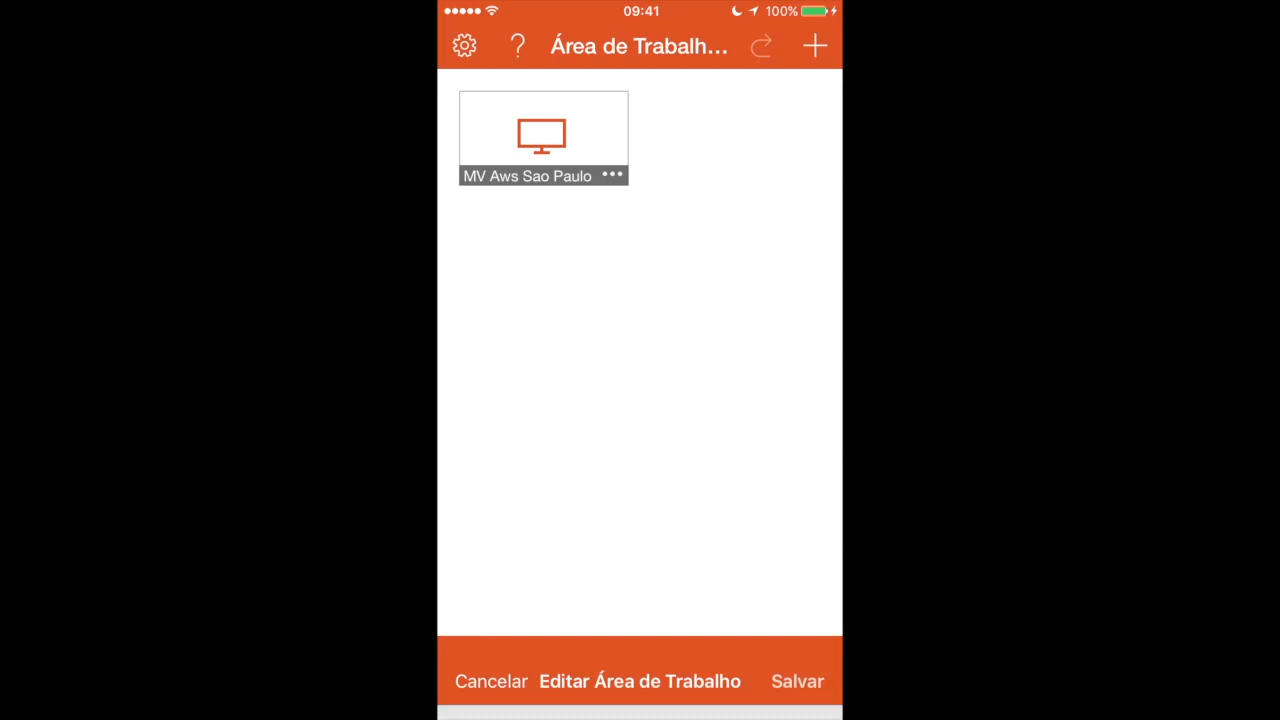 09:41
100%
? Área de Trabalh...
MV Aws Sao Paulo
Cancelar Editar Área de Trabalho Salvar